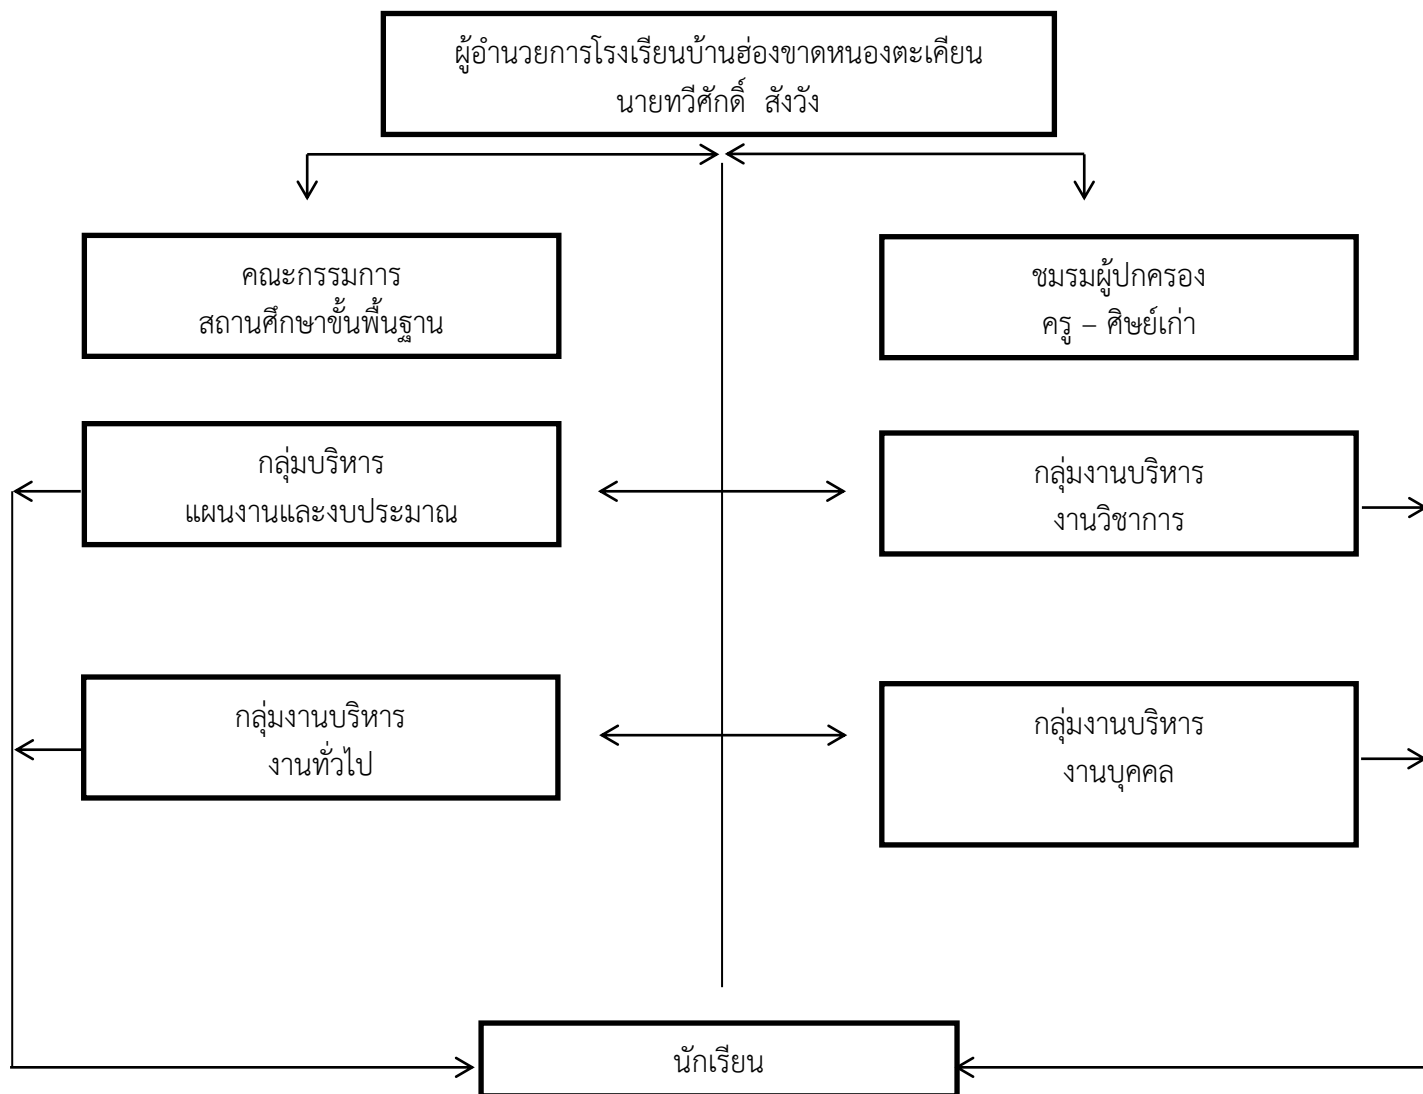 ผู้อำนวยการโรงเรียนบ้านฮ่องขาดหนองตะเคียน
นายทวีศักดิ์ สังวัง
คณะกรรมการ
สถานศึกษาขั้นพื้นฐาน
ชมรมผู้ปกครอง
ครู – ศิษย์เก่า
กลุ่มบริหาร
แผนงานและงบประมาณ
กลุ่มงานบริหาร
งานวิชาการ
กลุ่มงานบริหาร
งานทั่วไป
กลุ่มงานบริหาร
งานบุคคล
นักเรียน